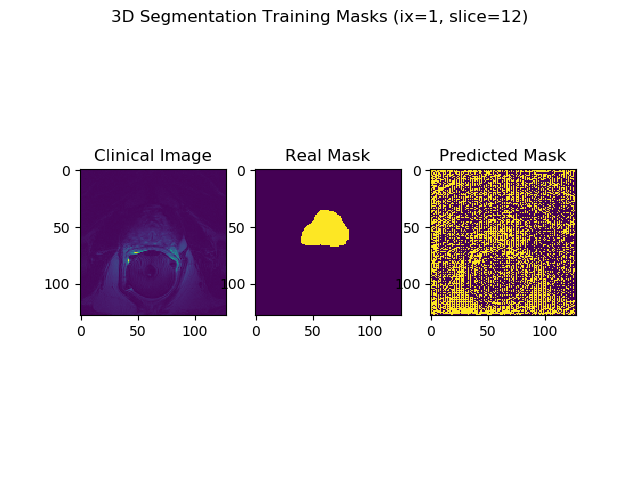 3D Segmentation Training Masks (ix=1, slice=12)
Clinical Image Real Mask Predicted Mask
0 0 0
50 50 50
100 100 100
0 50 100 0 50 100 0 50 100